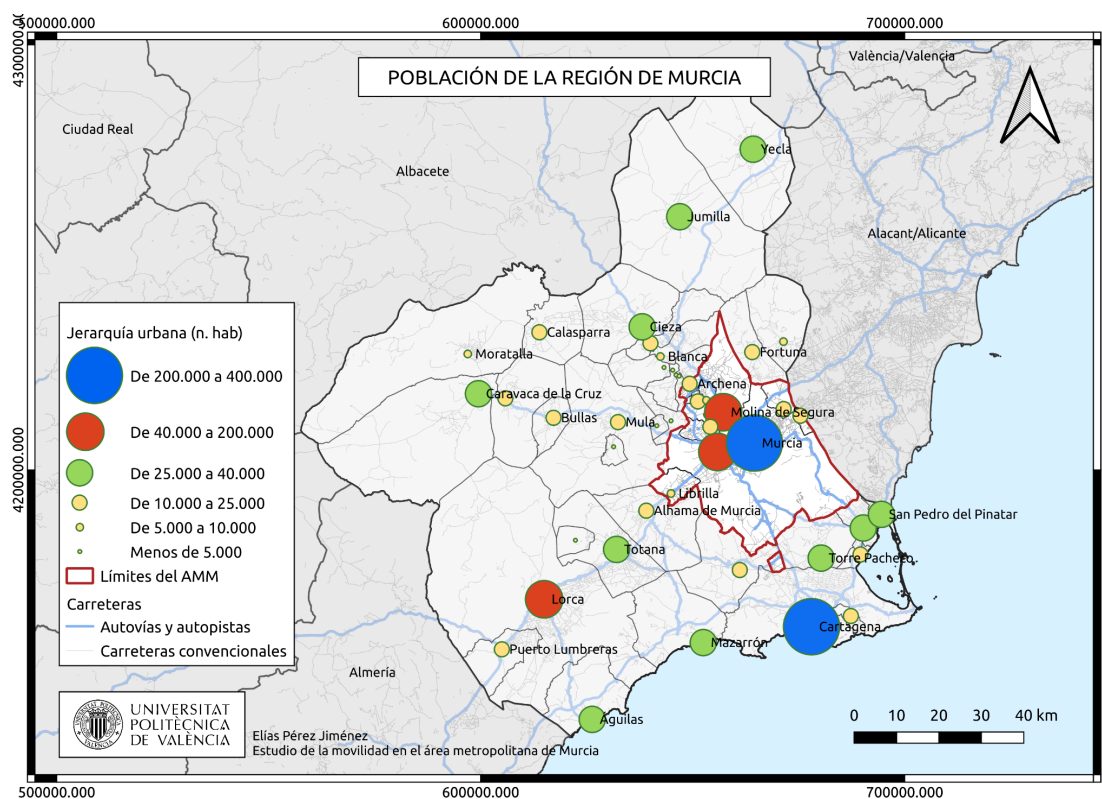 500000.000
600000.000
700000.000
4300000.000
POBLACIÓN DE LA REGIÓN DE MURCIA
València/Valencia
Ciudad Real
Albacete
Yecla
Jumilla
Alacant/Alicante
Jerarquía urbana (n. hab)
De 200.000 a 400.000
De 40.000 a 200.000
De 25.000 a 40.000
De 10.000 a 25.000
De 5.000 a 10.000
Menos de 5.000
Límites del AMM
Carreteras
Autovías y autopistas
Carreteras convencionales
Calasparra
Cieza
Moratalla
Blanca
Fortuna
Archena
Caravaca de la Cruz
Molina de Segura
Bullas
Mula
Murcia
4200000.000
Librilla
Alhama de Murcia
San Pedro del Pinatar
Totana
Torre Pacheco
Lorca
Cartagena
Puerto Lumbreras
Mazarrón
Almería
Águilas
UNIVERSITAT
POLITÈCNICA
DE VALÈNCIA
Elías Pérez Jiménez
Estudio de la movilidad en el área metropolitana de Murcia
0 10 20 30 40 km
500000.000
600000.000
700000.000